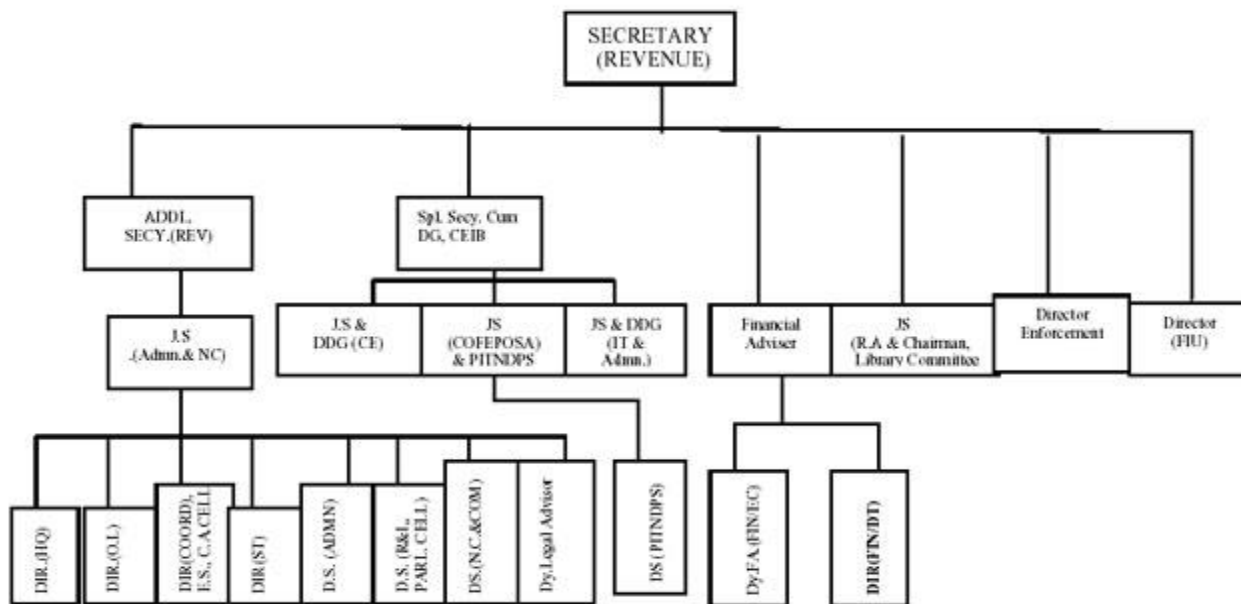 SECRETARY
(REVENUE)
ADDL.
SECY.(REV)
Spl. Secy. Cum
DG, CEIB
J.S
.(Admn.& NC)
J.S &
DDG (CE)
JS
(COFEPOSA)
& PITNDPS
JS & DDG
(IT &
Admn.)
Financial
Adviser
JS
(R.A & Chairman,
Library Committee
Director
Enforcement
Director
(FIU)
DIR.(HQ)
DIR.(O.L)
DIR(COORD),
E.S., C.A.CELL
DIR(ST)
D.S. (ADMN)
D.S. (R&I.,
PARL. CELL)
DS.(N.C.&COM)
Dy.Legal Advisor
DS ( PITNDPS)
Dy.F.A (FIN/EC)
DIR(FIN/DT)